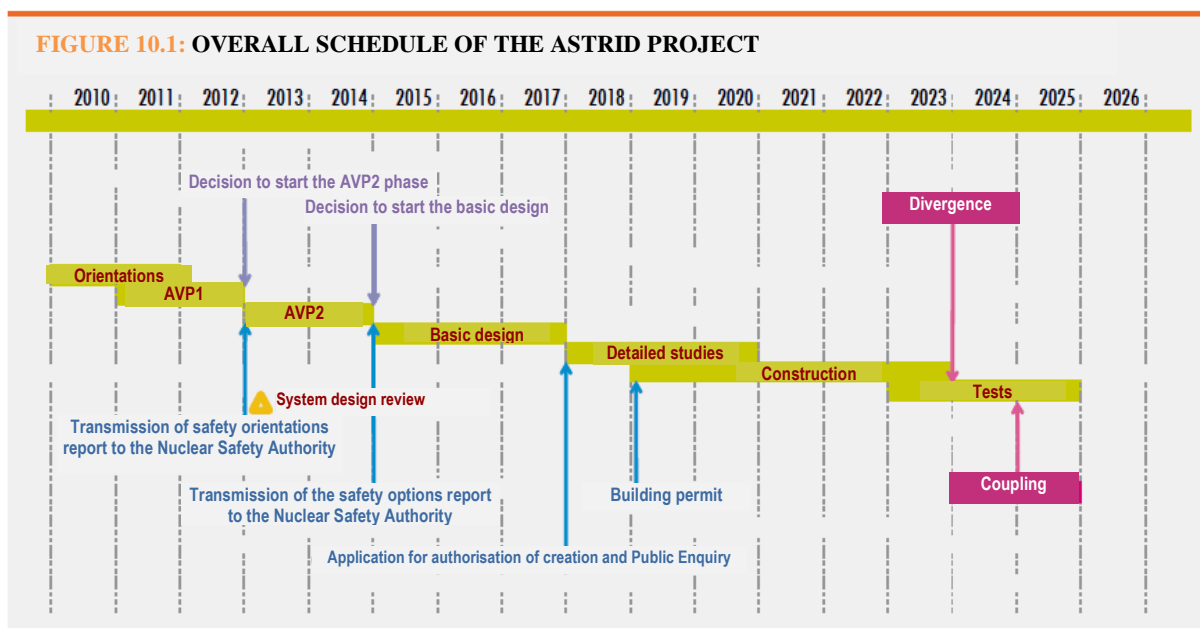 FIGURE 10.1: OVERALL SCHEDULE OF THE ASTRID PROJECT
2010 2011 2012 2013 2014 2015 2016 2017 2018 2019 2020 2021 2022 2023 2024 2025 2026
Decision to start the AVP2 phase
Decision to start the basic design
Divergence
Orientations
AVP1
AVP2
Basic design
Detailed studies
Construction
Tests
System design review
Transmission of safety orientations
report to the Nuclear Safety Authority
Transmission of the safety options report
to the Nuclear Safety Authority
Building permit
Coupling
Application for authorisation of creation and Public Enquiry